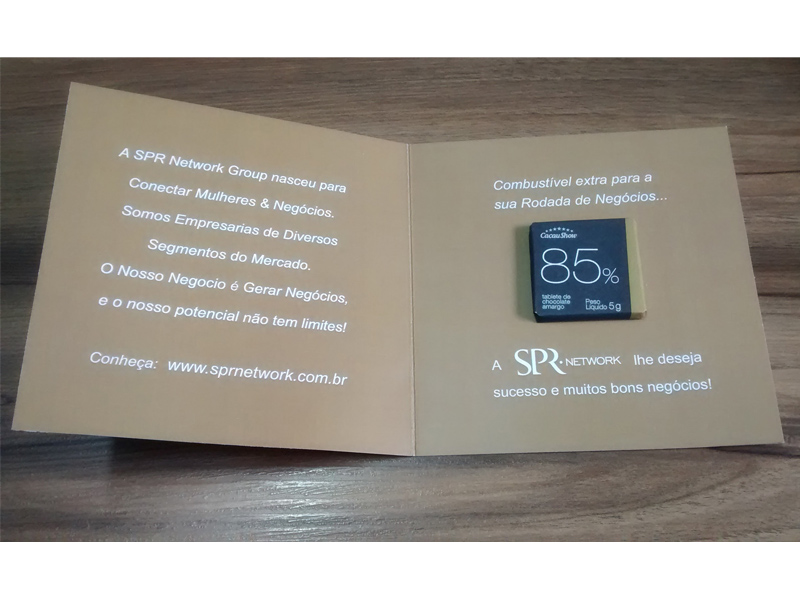 A SPR Network Group nasceu para
Conectar Mulheres & Negócios.
Somos Empresarias de Diversos
Segmentos do Mercado.
O Nosso Negocio é Gerar Negócios,
e o nosso potencial não tem limites!
Conheça: www.sprnetwork.com.br
Combustível extra para a
sua Rodada de Negócios...
Cacau Show
85%
tablete de
chocolate
amargo
Peso
Líquido 5g
A SPR. NETWORK lhe deseja
sucesso e muitos bons negócios!